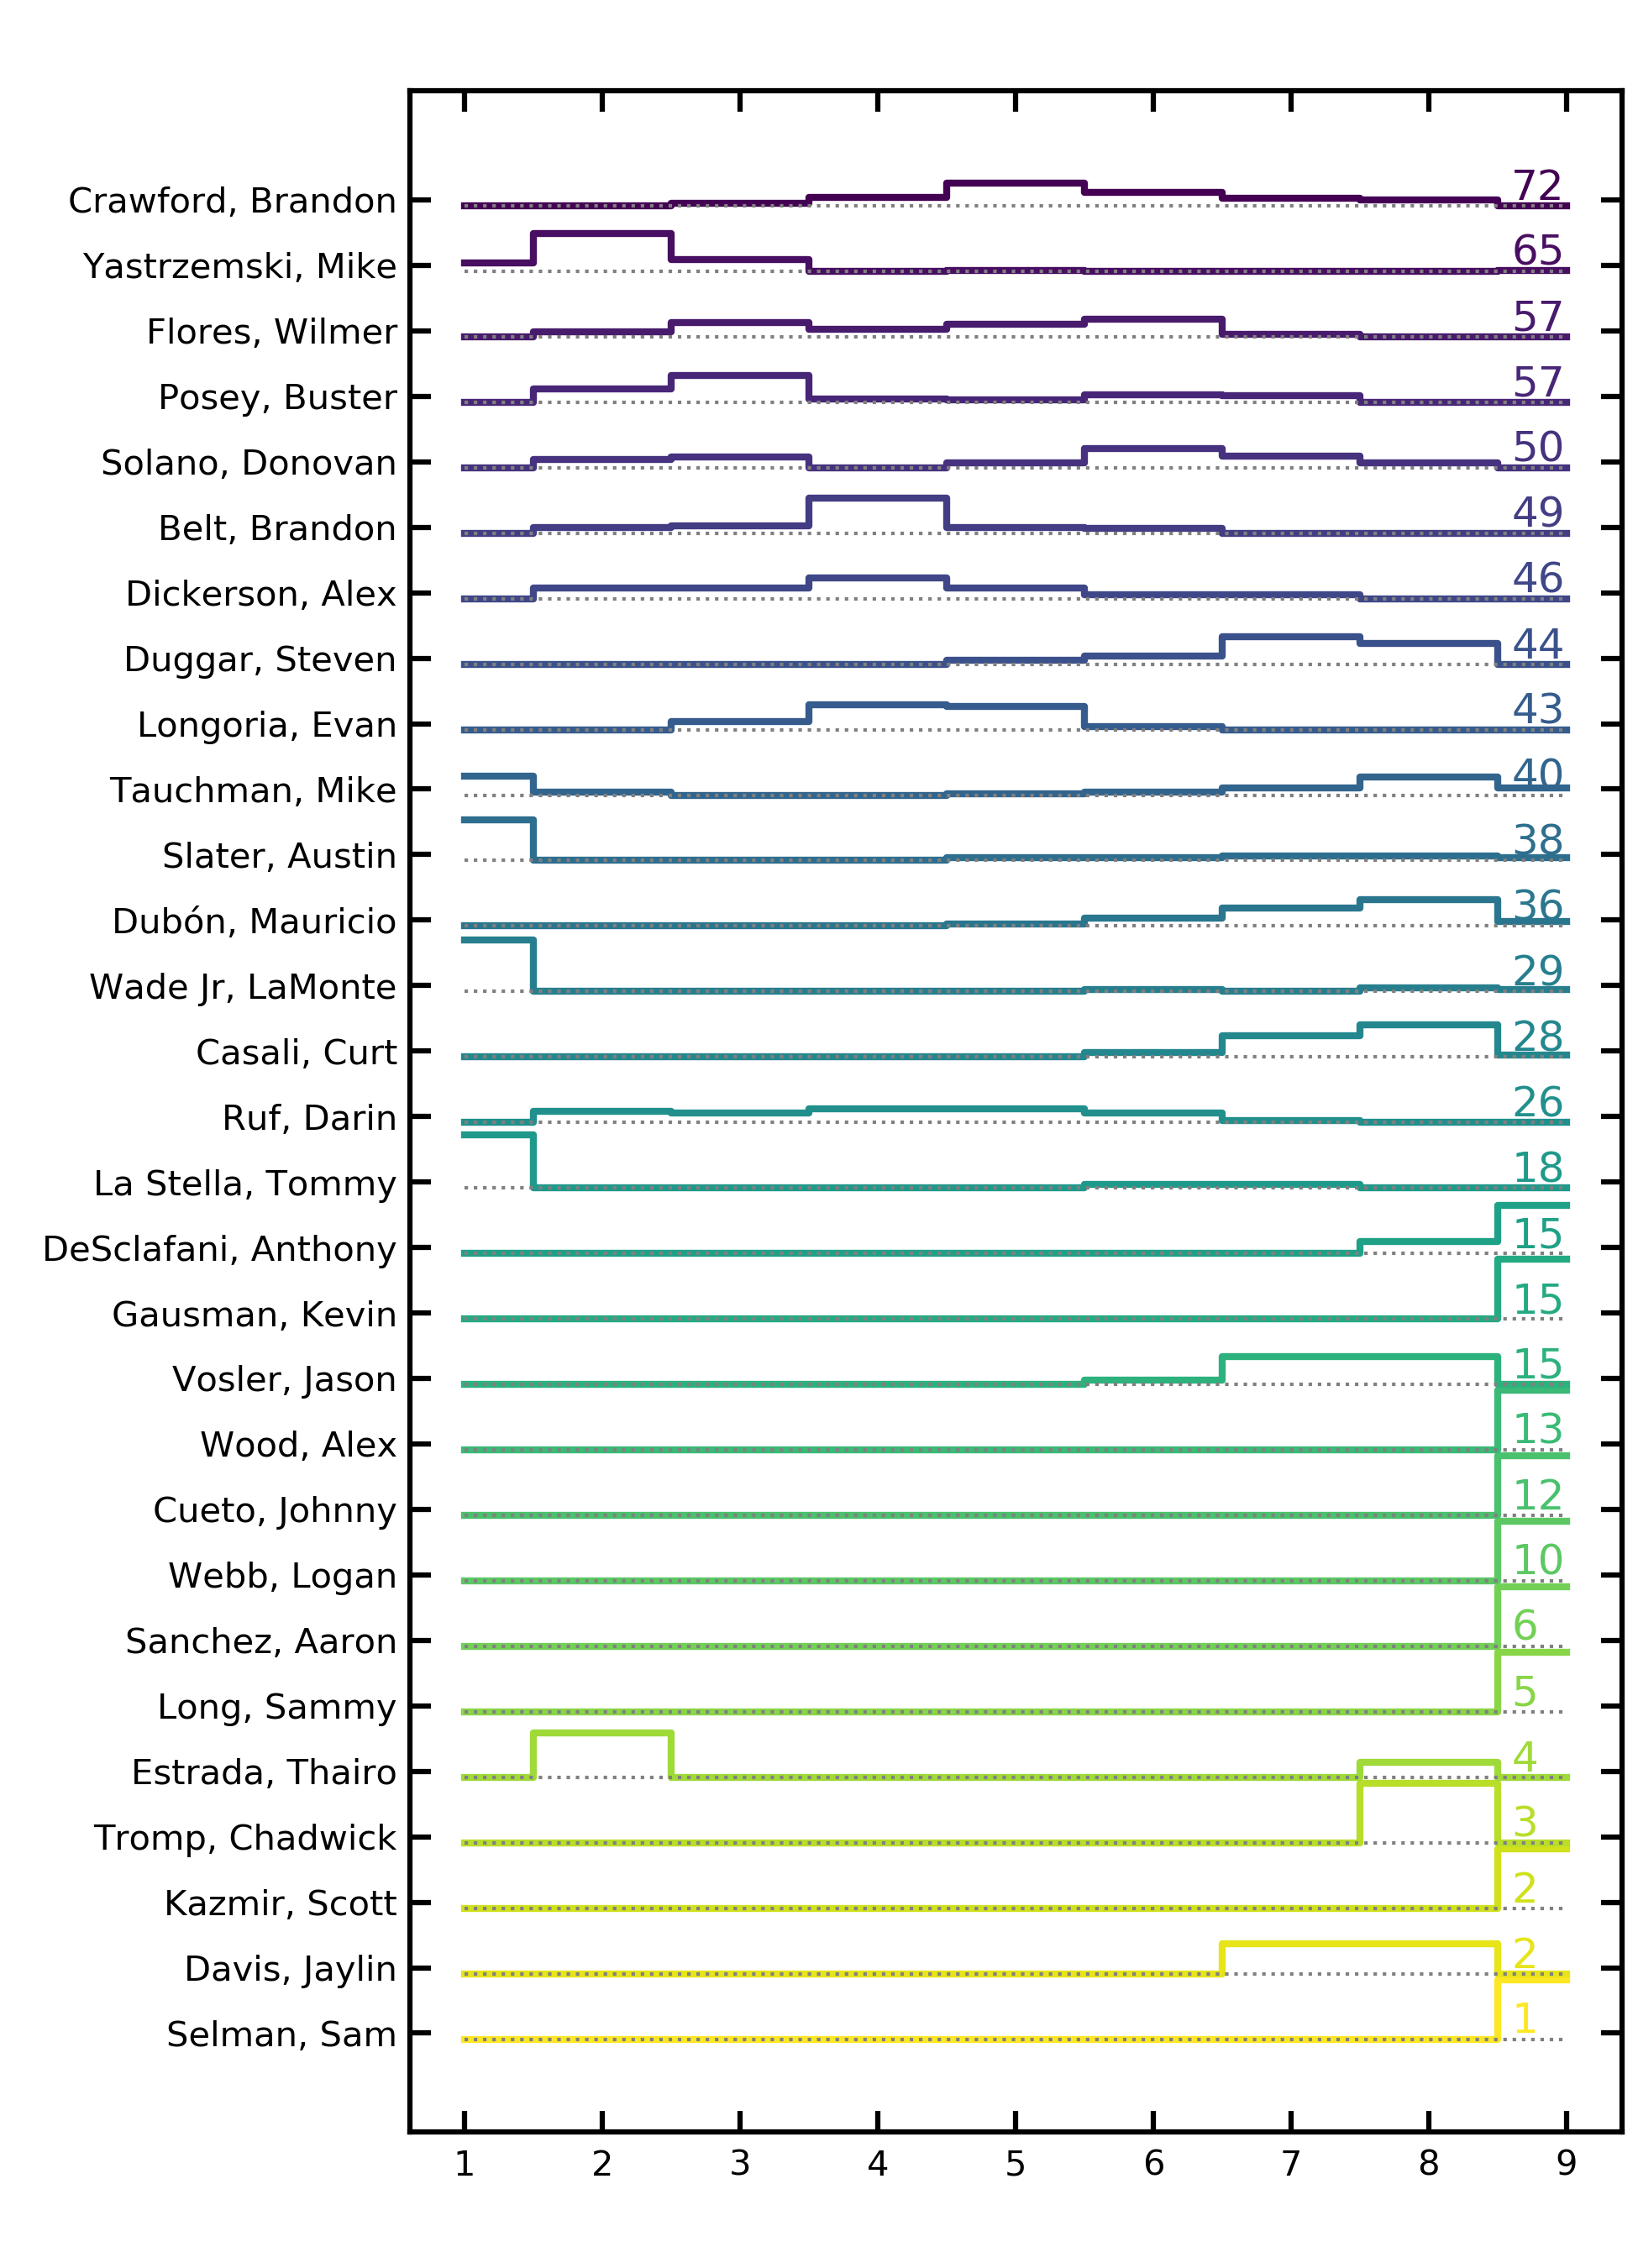 Crawford, Brandon 72
Yastrzemski, Mike 65
Flores, Wilmer 57
Posey, Buster 57
Solano, Donovan 50
Belt, Brandon 49
Dickerson, Alex 46
Duggar, Steven 44
Longoria, Evan 43
Tauchman, Mike 40
Slater, Austin 38
Dubón, Mauricio 36
Wade Jr, LaMonte 29
Casali, Curt 28
Ruf, Darin 26
La Stella, Tommy 18
DeSclafani, Anthony 15
Gausman, Kevin 15
Vosler, Jason 15
Wood, Alex 13
Cueto, Johnny 12
Webb, Logan 10
Sanchez, Aaron 6
Long, Sammy 5
Estrada, Thairo 4
Tromp, Chadwick 3
Kazmir, Scott 2
Davis, Jaylin 2
Selman, Sam 1
1 2 3 4 5 6 7 8 9